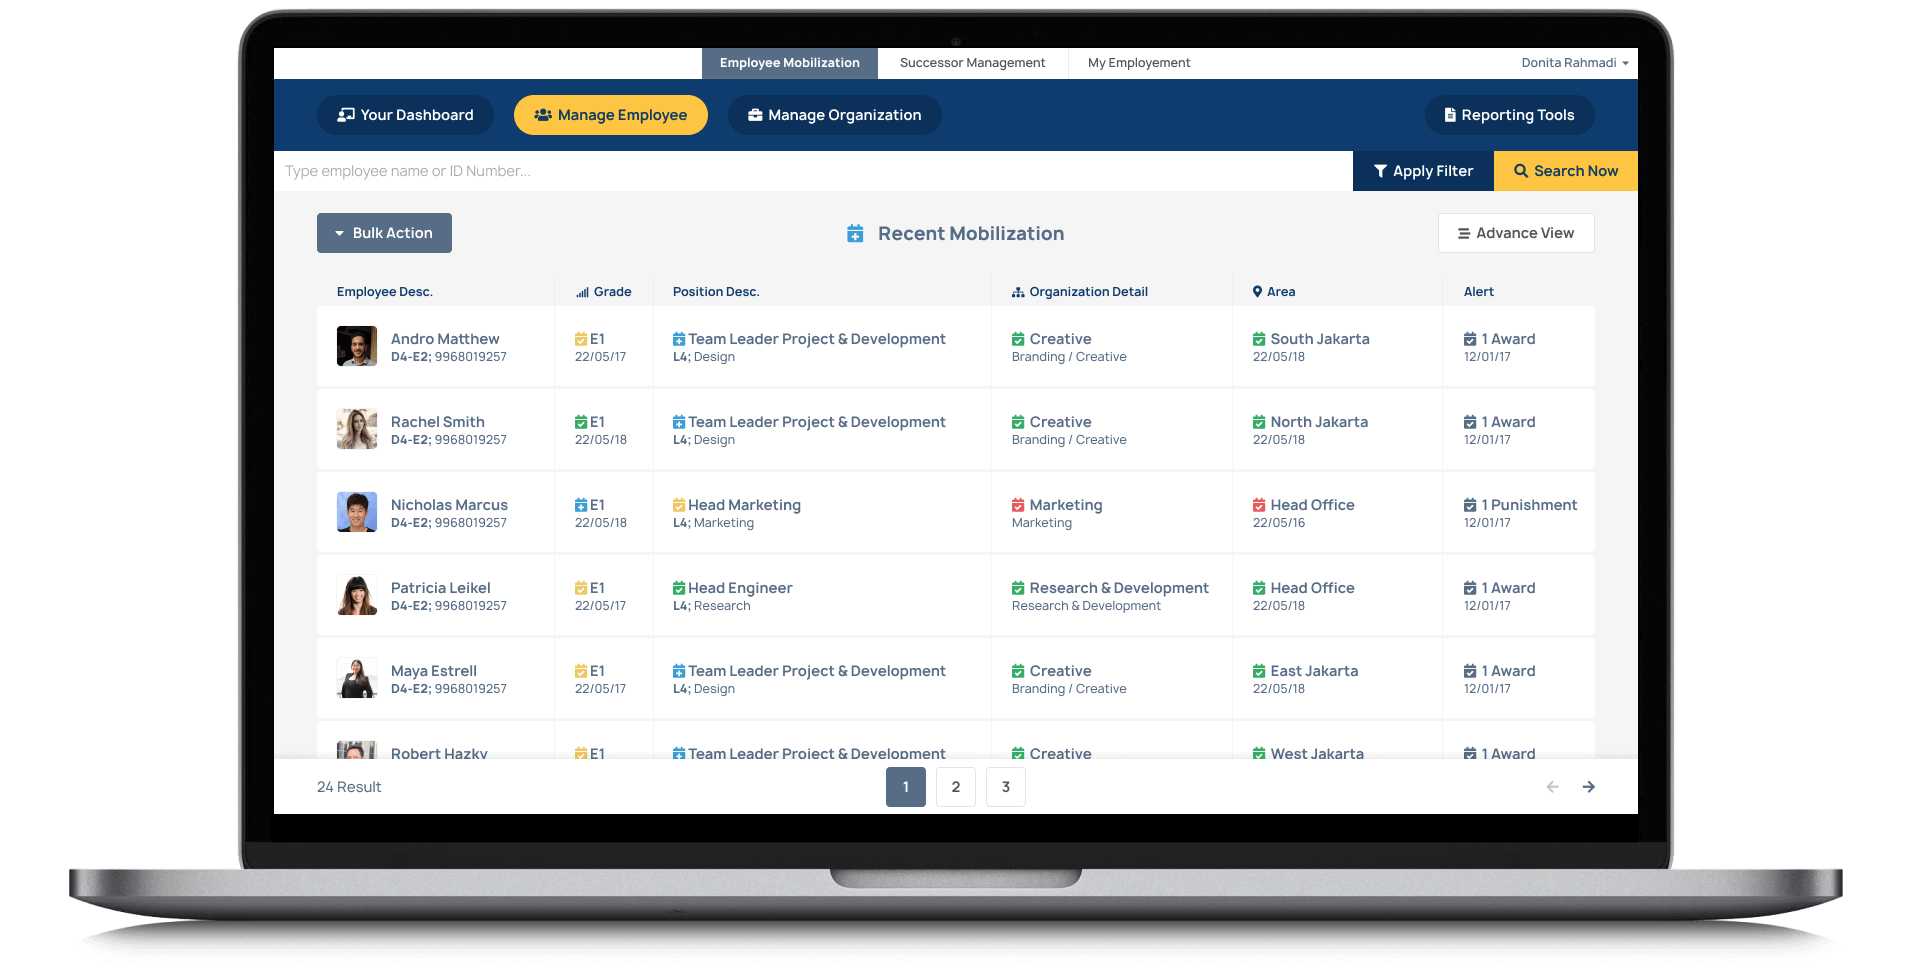 Employee Mobilization Successor Management My Employement Donita Rahmadi
Your Dashboard Manage Employee Manage Organization Reporting Tools
Type employee name or ID Number... Apply Filter Search Now
Bulk Action Recent Mobilization Advance View
Employee Desc. Grade Position Desc. Organization Detail Area Alert
Andro Matthew E1 Team Leader Project & Development Creative South Jakarta 1 Award
D4-E2; 9968019257 22/05/17 L4; Design Branding / Creative 22/05/18 12/01/17
Rachel Smith E1 Team Leader Project & Development Creative North Jakarta 1 Award
D4-E2; 9968019257 22/05/18 L4; Design Branding / Creative 22/05/18 12/01/17
Nicholas Marcus E1 Head Marketing Marketing Head Office 1 Punishment
D4-E2; 9968019257 22/05/18 L4; Marketing Marketing 22/05/16 12/01/17
Patricia Leikel E1 Head Engineer Research & Development Head Office 1 Award
D4-E2; 9968019257 22/05/17 L4; Research Research & Development 22/05/18 12/01/17
Maya Estrell E1 Team Leader Project & Development Creative East Jakarta 1 Award
D4-E2; 9968019257 22/05/17 L4; Design Branding / Creative 22/05/18 12/01/17
Robert Hazky E1 Team Leader Project & Development Creative West Jakarta 1 Award
24 Result 1 2 3